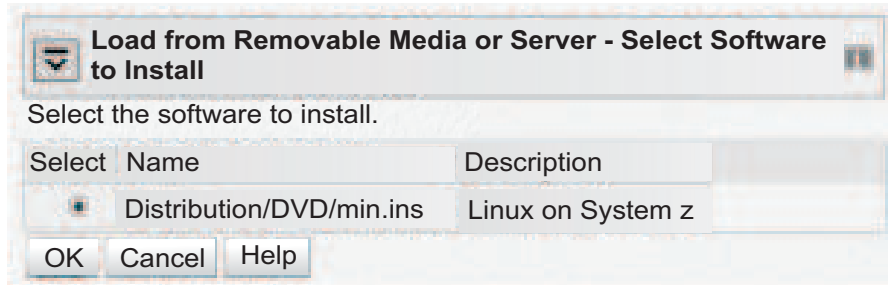 Load from Removable Media or Server - Select Software
to Install
Select the software to install.
Select Name Description
Distribution/DVD/min.ins Linux on System z
OK Cancel Help